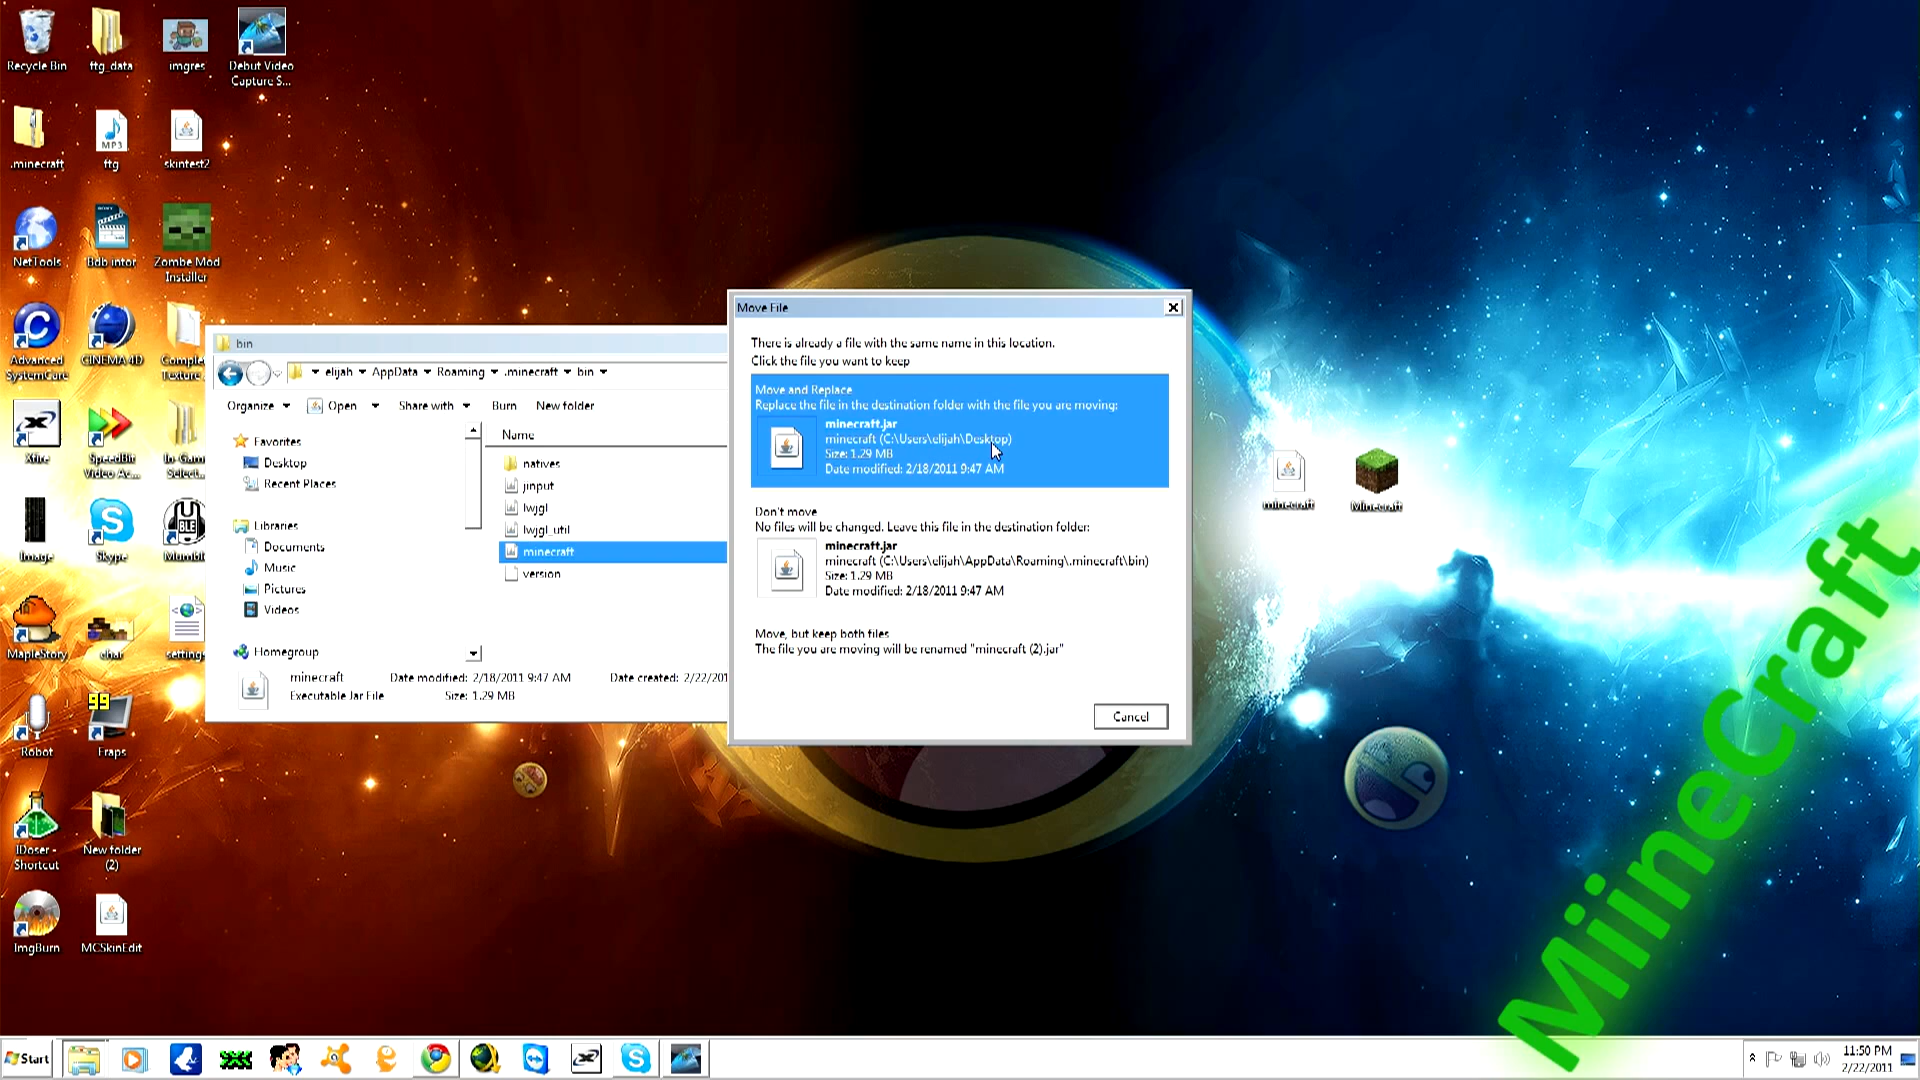 Recycle Bin
ftg_data
imgres
Debut Video
Capture S...
.minecraft
MP3
ftg
skintest2
NetTools
Bdb intor
Zombe Mod
Installer
Advanced
SystemCare
CINEMA 4D
Comple
Texture
Xfire
SpeedBit
Video Ac...
In-Gam
Select...
Image
Skype
Mumbl
MapleStory
char
setting
Robot
99
Fraps
IDoser -
Shortcut
New folder
(2)
ImgBurn
MCSkinEdit
bin
elijah AppData Roaming .minecraft bin
Organize Open Share with Burn New folder
Name
Favorites
Desktop
Recent Places
Libraries
Documents
Music
Pictures
Videos
Homegroup
natives
jinput
lwjgl
lwjgl_util
minecraft
version
minecraft Date modified: 2/18/2011 9:47 AM Date created: 2/22/201
Executable Jar File Size: 1.29 MB
Move File
There is already a file with the same name in this location.
Click the file you want to keep
Move and Replace
Replace the file in the destination folder with the file you are moving:
minecraft.jar
minecraft (C:\Users\elijah\Desktop)
Size: 1.29 MB
Date modified: 2/18/2011 9:47 AM
Don't move
No files will be changed. Leave this file in the destination folder:
minecraft.jar
minecraft (C:\Users\elijah\AppData\Roaming\.minecraft\bin)
Size: 1.29 MB
Date modified: 2/18/2011 9:47 AM
Move, but keep both files
The file you are moving will be renamed "minecraft (2).jar"
Cancel
minecraft
Minecraft
MiineCraft
Start
11:50 PM
2/22/2011